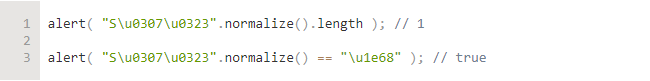 1 alert( "S\u0307\u0323".normalize().length ); // 1
2
3 alert( "S\u0307\u0323".normalize() == "\u1e68" ); // true